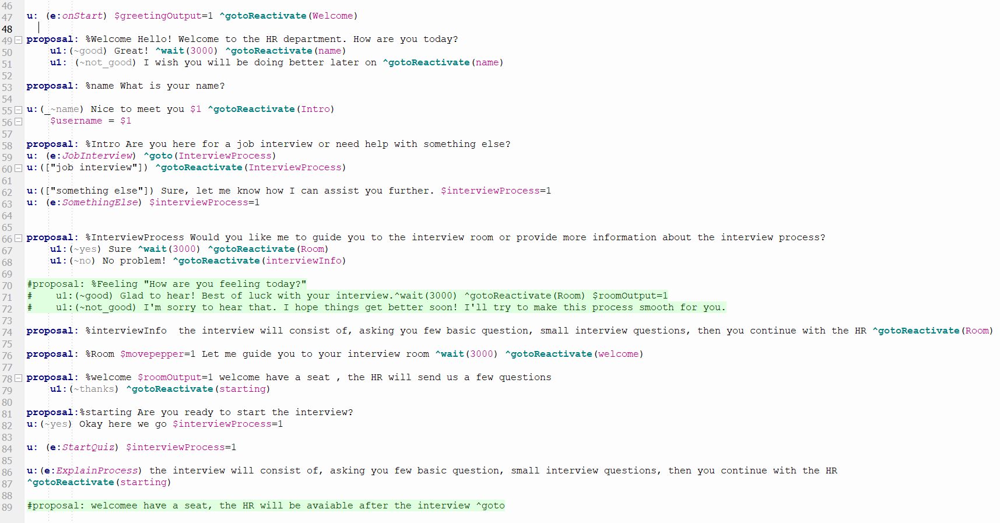 46
47 u: (e:onStart) $greetingOutput=1 ^gotoReactivate(Welcome)
48
49 proposal: %Welcome Hello! Welcome to the HR department. How are you today?
50 u1:(~good) Great! ^wait(3000) ^gotoReactivate(name)
51 u1: (~not_good) I wish you will be doing better later on ^gotoReactivate(name)
52
53 proposal: %name What is your name?
54
55 u:(_~name) Nice to meet you $1 ^gotoReactivate(Intro)
56 $username = $1
57
58 proposal: %Intro Are you here for a job interview or need help with something else?
59 u: (e:JobInterview) ^goto(InterviewProcess)
60 u:(["job interview"]) ^gotoReactivate(InterviewProcess)
61
62 u:(["something else"]) Sure, let me know how I can assist you further. $interviewProcess=1
63 u: (e:SomethingElse) $interviewProcess=1
64
65
66 proposal: %InterviewProcess Would you like me to guide you to the interview room or provide more information about the interview process?
67 u1:(~yes) Sure ^wait(3000) ^gotoReactivate(Room)
68 u1:(~no) No problem! ^gotoReactivate(interviewInfo)
69
70 #proposal: %Feeling "How are you feeling today?"
71 # u1:(~good) Glad to hear! Best of luck with your interview.^wait(3000) ^gotoReactivate(Room) $roomOutput=1
72 # u1:(~not_good) I'm sorry to hear that. I hope things get better soon! I'll try to make this process smooth for you.
73
74 proposal: %interviewInfo the interview will consist of, asking you few basic question, small interview questions, then you continue with the HR ^gotoReactivate(Room)
75
76 proposal: %Room $movepepper=1 Let me guide you to your interview room ^wait(3000) ^gotoReactivate(welcome)
77
78 proposal: %welcome $roomOutput=1 welcome have a seat , the HR will send us a few questions
79 u1:(~thanks) ^gotoReactivate(starting)
80
81 proposal:%starting Are you ready to start the interview?
82 u:(~yes) Okay here we go $interviewProcess=1
83
84 u: (e:StartQuiz) $interviewProcess=1
85
86 u:(e:ExplainProcess) the interview will consist of, asking you few basic question, small interview questions, then you continue with the HR
87 ^gotoReactivate(starting)
88
89 #proposal: welcomee have a seat, the HR will be avaiable after the interview ^goto